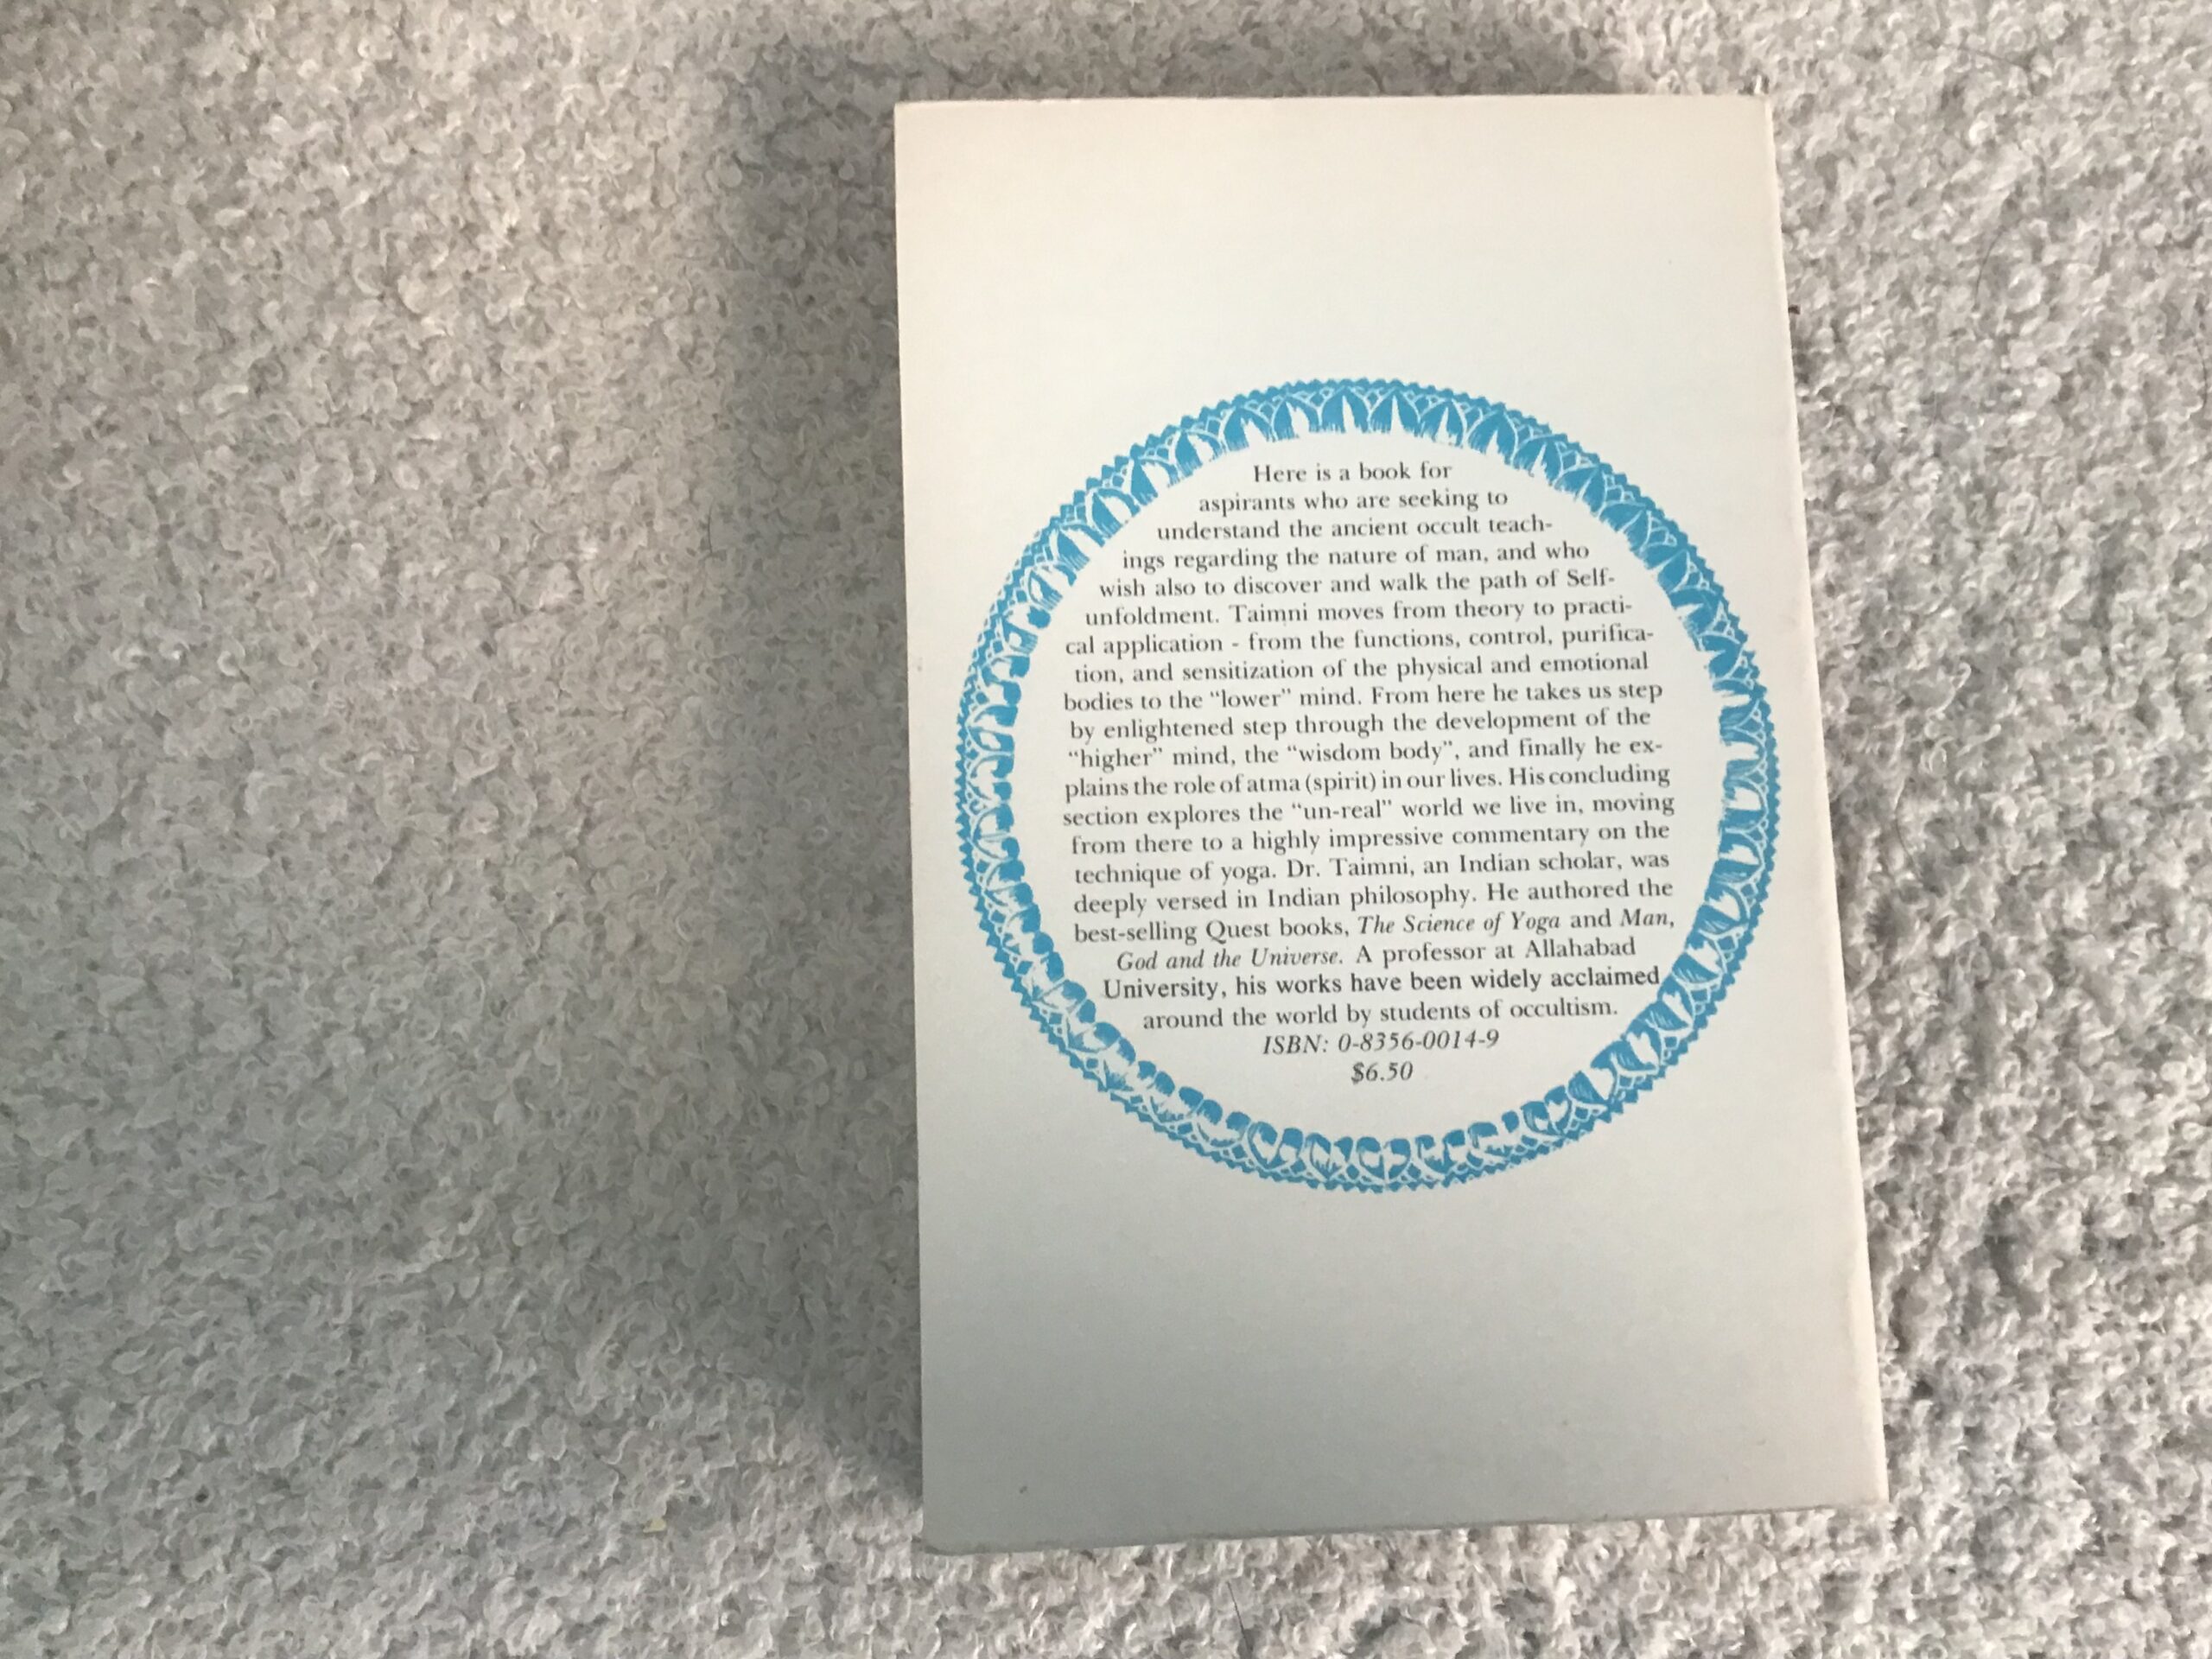 Here is a book for
aspirants who are seeking to
understand the ancient occult teach-
ings regarding the nature of man, and who
wish also to discover and walk the path of Self-
unfoldment. Taimni moves from theory to practi-
cal application - from the functions, control, purifica-
tion, and sensitization of the physical and emotional
bodies to the “lower” mind. From here he takes us step
by enlightened step through the development of the
“higher” mind, the “wisdom body”, and finally he ex-
plains the role of atma (spirit) in our lives. His concluding
section explores the “un-real” world we live in, moving
from there to a highly impressive commentary on the
technique of yoga. Dr. Taimni, an Indian scholar, was
deeply versed in Indian philosophy. He authored the
best-selling Quest books, The Science of Yoga and Man,
God and the Universe. A professor at Allahabad
University, his works have been widely acclaimed
around the world by students of occultism.
ISBN: 0-8356-0014-9
$6.50